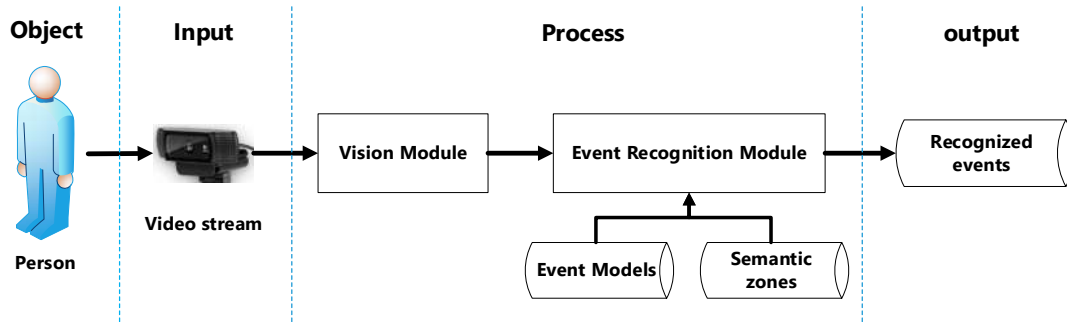 Object
Input
Process
output
Person
Video stream
Vision Module
Event Recognition Module
Recognized
events
Event Models
Semantic
zones